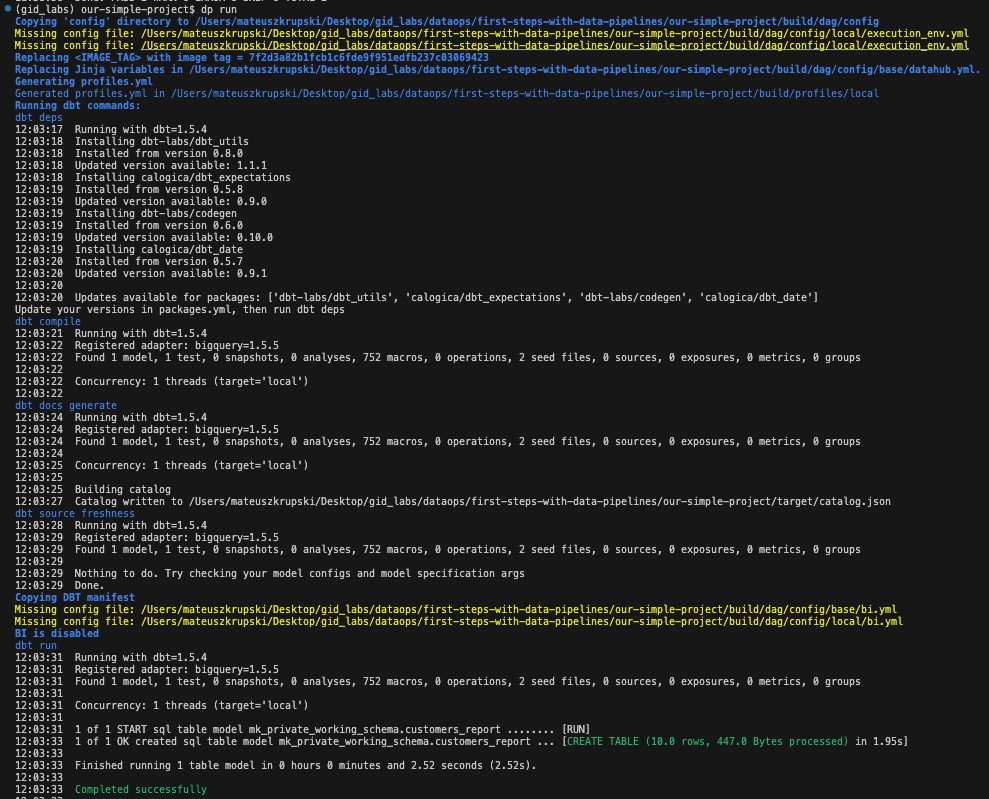 (gid_labs) our-simple-project$ dp run
Copying 'config' directory to /Users/mateuszkrupski/Desktop/gid_labs/dataops/first-steps-with-data-pipelines/our-simple-project/build/dag/config
Missing config file: /Users/mateuszkrupski/Desktop/gid_labs/dataops/first-steps-with-data-pipelines/our-simple-project/build/dag/config/local/execution_env.yml
Missing config file: /Users/mateuszkrupski/Desktop/gid_labs/dataops/first-steps-with-data-pipelines/our-simple-project/build/dag/config/local/execution_env.yml
Replacing <IMAGE_TAG> with image tag = 7f2d3a82b1fcb1c6fde9f951edfb237c03069423
Replacing Jinja variables in /Users/mateuszkrupski/Desktop/gid_labs/dataops/first-steps-with-data-pipelines/our-simple-project/build/dag/config/base/datahub.yml.
Generating profiles.yml
Generated profiles.yml in /Users/mateuszkrupski/Desktop/gid_labs/dataops/first-steps-with-data-pipelines/our-simple-project/build/profiles/local
Running dbt commands:
dbt deps
12:03:17  Running with dbt=1.5.4
12:03:18  Installing dbt-labs/dbt_utils
12:03:18  Installed from version 0.8.0
12:03:18  Updated version available: 1.1.1
12:03:18  Installing calogica/dbt_expectations
12:03:19  Installed from version 0.5.8
12:03:19  Updated version available: 0.9.0
12:03:19  Installing dbt-labs/codegen
12:03:19  Installed from version 0.6.0
12:03:19  Updated version available: 0.10.0
12:03:19  Installing calogica/dbt_date
12:03:20  Installed from version 0.5.7
12:03:20  Updated version available: 0.9.1
12:03:20
12:03:20  Updates available for packages: ['dbt-labs/dbt_utils', 'calogica/dbt_expectations', 'dbt-labs/codegen', 'calogica/dbt_date']
Update your versions in packages.yml, then run dbt deps
dbt compile
12:03:21  Running with dbt=1.5.4
12:03:22  Registered adapter: bigquery=1.5.5
12:03:22  Found 1 model, 1 test, 0 snapshots, 0 analyses, 752 macros, 0 operations, 2 seed files, 0 sources, 0 exposures, 0 metrics, 0 groups
12:03:22
12:03:22  Concurrency: 1 threads (target='local')
12:03:22
dbt docs generate
12:03:24  Running with dbt=1.5.4
12:03:24  Registered adapter: bigquery=1.5.5
12:03:24  Found 1 model, 1 test, 0 snapshots, 0 analyses, 752 macros, 0 operations, 2 seed files, 0 sources, 0 exposures, 0 metrics, 0 groups
12:03:24
12:03:25  Concurrency: 1 threads (target='local')
12:03:25
12:03:25  Building catalog
12:03:27  Catalog written to /Users/mateuszkrupski/Desktop/gid_labs/dataops/first-steps-with-data-pipelines/our-simple-project/target/catalog.json
dbt source freshness
12:03:28  Running with dbt=1.5.4
12:03:29  Registered adapter: bigquery=1.5.5
12:03:29  Found 1 model, 1 test, 0 snapshots, 0 analyses, 752 macros, 0 operations, 2 seed files, 0 sources, 0 exposures, 0 metrics, 0 groups
12:03:29
12:03:29  Nothing to do. Try checking your model configs and model specification args
12:03:29  Done.
Copying DBT manifest
Missing config file: /Users/mateuszkrupski/Desktop/gid_labs/dataops/first-steps-with-data-pipelines/our-simple-project/build/dag/config/base/bi.yml
Missing config file: /Users/mateuszkrupski/Desktop/gid_labs/dataops/first-steps-with-data-pipelines/our-simple-project/build/dag/config/local/bi.yml
BI is disabled
dbt run
12:03:31  Running with dbt=1.5.4
12:03:31  Registered adapter: bigquery=1.5.5
12:03:31  Found 1 model, 1 test, 0 snapshots, 0 analyses, 752 macros, 0 operations, 2 seed files, 0 sources, 0 exposures, 0 metrics, 0 groups
12:03:31
12:03:31  Concurrency: 1 threads (target='local')
12:03:31
12:03:31  1 of 1 START sql table model mk_private_working_schema.customers_report ........ [RUN]
12:03:33  1 of 1 OK created sql table model mk_private_working_schema.customers_report ... [CREATE TABLE (10.0 rows, 447.0 Bytes processed) in 1.95s]
12:03:33
12:03:33  Finished running 1 table model in 0 hours 0 minutes and 2.52 seconds (2.52s).
12:03:33
12:03:33  Completed successfully